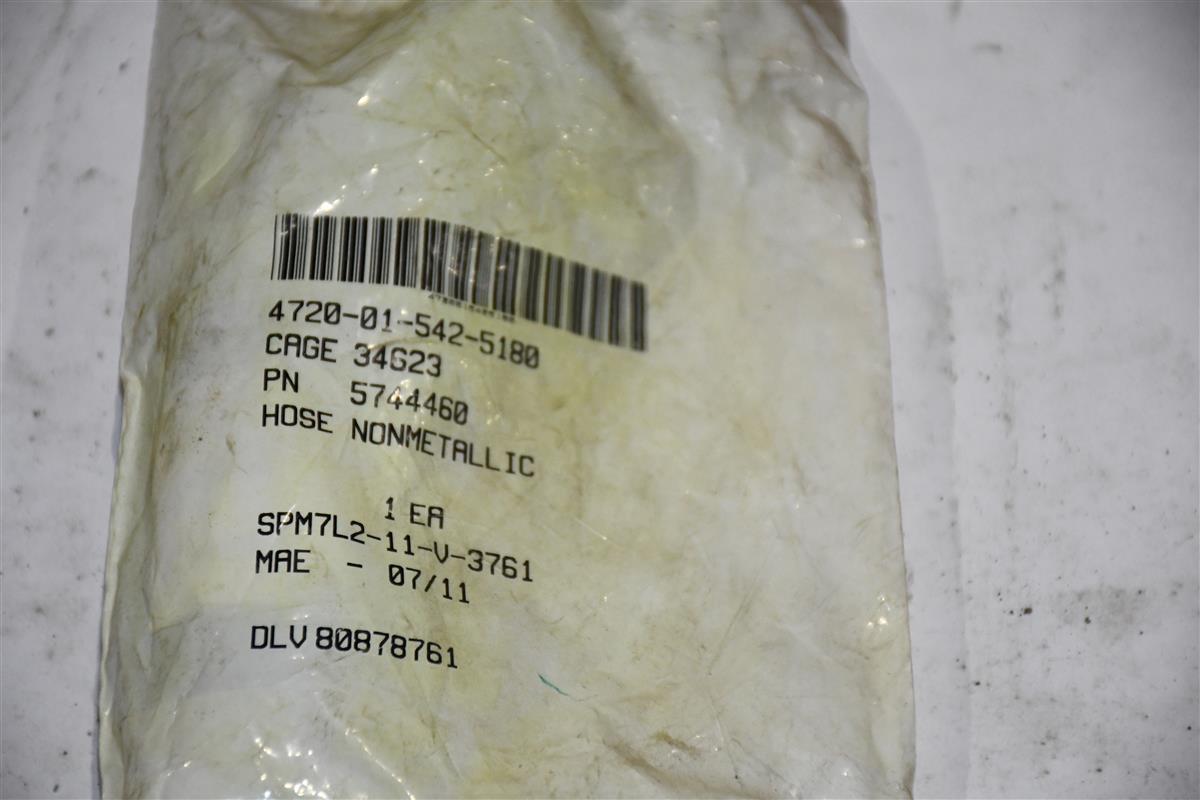 4720-01-542-5180
CAGE 34623
PN 5744460
HOSE NONMETALLIC
1 EA
SPM7L2-11-V-3761
MAE - 07/11
DLV 80878761